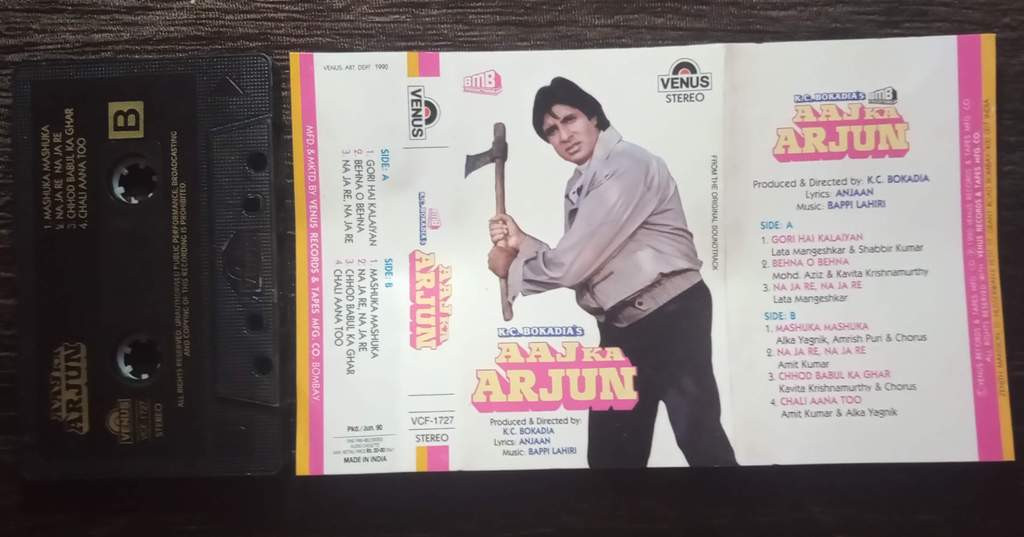 1 MASHUKA MASHUKA
2 NA JA RE, NA JA RE
3 CHHOD BABUL KA GHAR
4. CHALI AANA TOO
B
ALL RIGHTS RESERVED UNAUTHORISED PUBLIC PERFORMANCE, BROADCASTING
AND COPYING OF THIS RECORDING IS PROHIBITED
AAJ KA
ARJUN
VENUS
VCF-1727
STEREO
MFD. & MKTD. BY VENUS RECORDS & TAPES MFG. CO. BOMBAY
VENUS ART DEPT 1990
VENUS
SIDE: A
1. GORI HAI KALAIYAN
2. BEHNA O BEHNA
3. NA JA RE, NA JA RE
SIDE: B
1. MASHUKA MASHUKA
2. NA JA RE, NA JA RE
3. CHHOD BABUL KA GHAR
4. CHALI AANA TOO
Pkd./Jun. 90
MADE IN INDIA
BMB
K.C. BOKADIA'S
AAJ KA
ARJUN
VCF-1727
STEREO
BMB
VENUS
STEREO
FROM THE ORIGINAL SOUNDTRACK
K.C. BOKADIA'S
AAJ KA
ARJUN
Produced & Directed by:
K.C. BOKADIA
Lyrics: ANJAAN
Music: BAPPI LAHIRI
K.C. BOKADIA'S BMB
AAJ KA
ARJUN
Produced & Directed by: K.C. BOKADIA
Lyrics: ANJAAN
Music: BAPPI LAHIRI
SIDE: A
1. GORI HAI KALAIYAN
Lata Mangeshkar & Shabbir Kumar
2. BEHNA O BEHNA
Mohd. Aziz & Kavita Krishnamurthy
3. NA JA RE, NA JA RE
Lata Mangeshkar
SIDE: B
1. MASHUKA MASHUKA
Alka Yagnik, Amrish Puri & Chorus
2. NA JA RE, NA JA RE
Amit Kumar
3. CHHOD BABUL KA GHAR
Kavita Krishnamurthy & Chorus
4. CHALI AANA TOO
Amit Kumar & Alka Yagnik
VENUS RECORDS & TAPES MFG. CO.